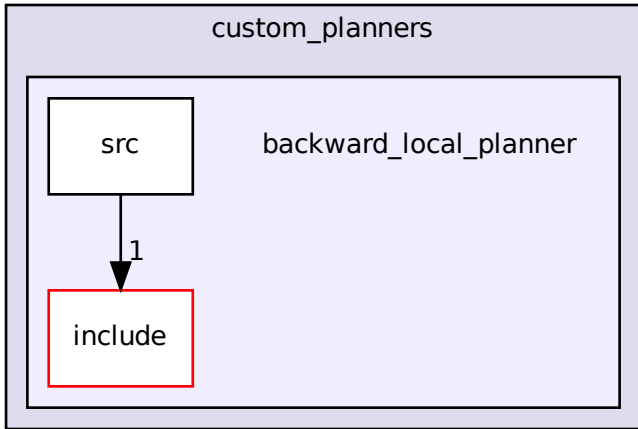 custom_planners
src
backward_local_planner
1
include